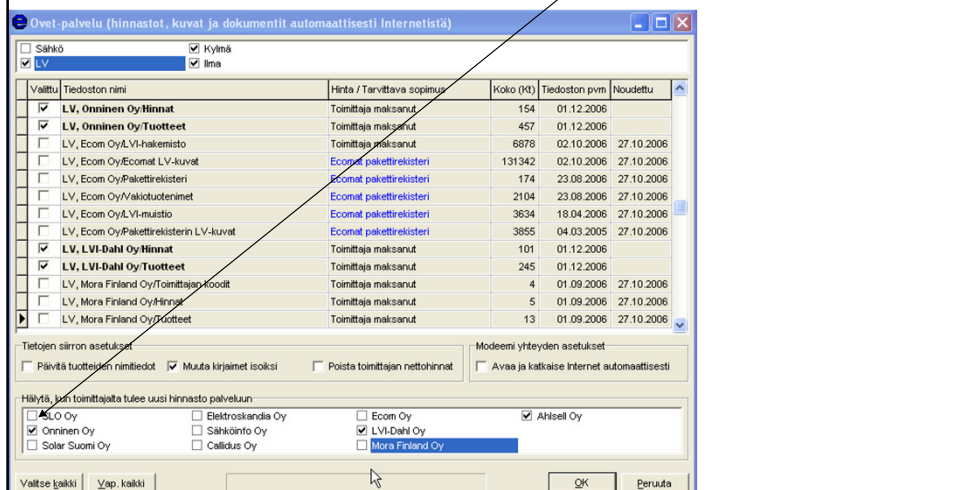 Ovet-palvelu (hinnastot, kuvat ja dokumentit automaattisesti Internetistä)
Sähkö Kylmä
LV Ilma
Valittu Tiedoston nimi Hinta / Tarvittava sopimus Koko (Kt) Tiedoston pvm Noudettu
LV, Onninen Oy/Hinnat Toimittaja maksanut 154 01.12.2006
LV, Onninen Oy/Tuotteet Toimittaja maksanut 457 01.12.2006
LV, Ecom Oy/LVI-hakemisto Toimittaja maksanut 6878 02.10.2006 27.10.2006
LV, Ecom Oy/Ecomat LV-kuvat Ecomat pakettirekisteri 131342 02.10.2006 27.10.2006
LV, Ecom Oy/Pakettirekisteri Ecomat pakettirekisteri 174 23.08.2006 27.10.2006
LV, Ecom Oy/Vakiotuotenimet Ecomat pakettirekisteri 2104 23.08.2006 27.10.2006
LV, Ecom Oy/LVI-muistio Ecomat pakettirekisteri 3634 18.04.2006 27.10.2006
LV, Ecom Oy/Pakettirekisterin LV-kuvat Ecomat pakettirekisteri 3855 04.03.2005 27.10.2006
LV, LVI-Dahl Oy/Hinnat Toimittaja maksanut 101 01.12.2006
LV, LVI-Dahl Oy/Tuotteet Toimittaja maksanut 245 01.12.2006
LV, Mora Finland Oy/Toimittajan koodit Toimittaja maksanut 4 01.09.2006 27.10.2006
LV, Mora Finland Oy/Hinnat Toimittaja maksanut 5 01.09.2006 27.10.2006
LV, Mora Finland Oy/Tuotteet Toimittaja maksanut 13 01.09.2006 27.10.2006
Tietojen siirron asetukset Modeemi yhteyden asetukset
Päivitä tuotteiden nimitiedot Muuta kirjaimet isoiksi Poista toimittajan nettohinnat Avaa ja katkaise Internet automaattisesti
Hälytä, kun toimittajalta tulee uusi hinnasto palveluun
SLO Oy Elektroskandia Oy Ecom Oy Ahlsell Oy
Onninen Oy Sähköinfo Oy LVI-Dahl Oy
Solar Suomi Oy Callidus Oy Mora Finland Oy
Valitse kaikki Vap. kaikki OK Peruuta